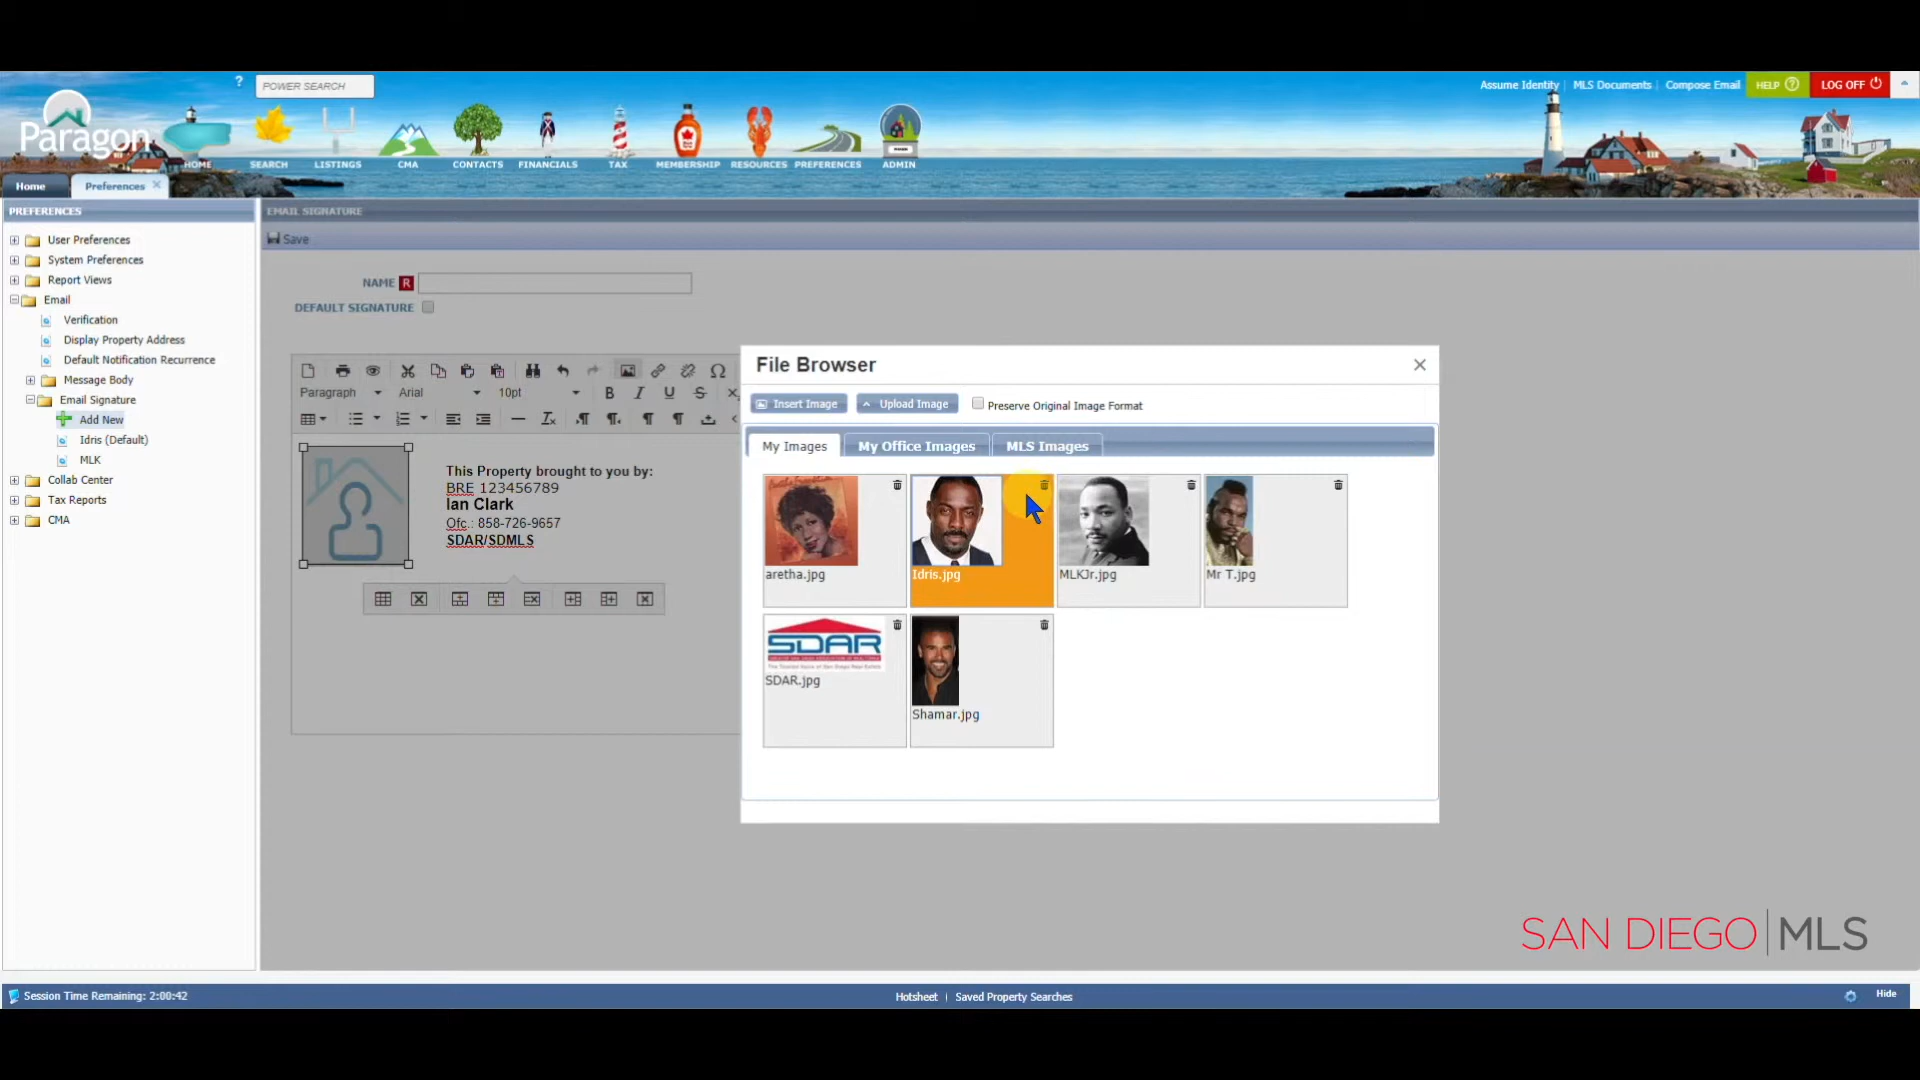 ?
POWER SEARCH
Assume Identity | MLS Documents | Compose Email
HELP ?
LOG OFF
Paragon
HOME
SEARCH
LISTINGS
CMA
CONTACTS
FINANCIALS
TAX
MEMBERSHIP
RESOURCES
PREFERENCES
ADMIN
Home
Preferences
PREFERENCES
User Preferences
System Preferences
Report Views
Email
Verification
Display Property Address
Default Notification Recurrence
Message Body
Email Signature
Add New
Idris (Default)
MLK
Collab Center
Tax Reports
CMA
EMAIL SIGNATURE
Save
NAME R
DEFAULT SIGNATURE
Paragraph
Arial
10pt
B I U S
This Property brought to you by:
BRE 123456789
Ian Clark
Ofc.: 858-726-9657
SDAR/SDMLS
File Browser
Insert Image
Upload Image
Preserve Original Image Format
My Images
My Office Images
MLS Images
aretha.jpg
Idris.jpg
MLKJr.jpg
Mr T.jpg
SDAR
SDAR.jpg
Shamar.jpg
SAN DIEGO|MLS
Session Time Remaining: 2:00:42
Hotsheet | Saved Property Searches
Hide